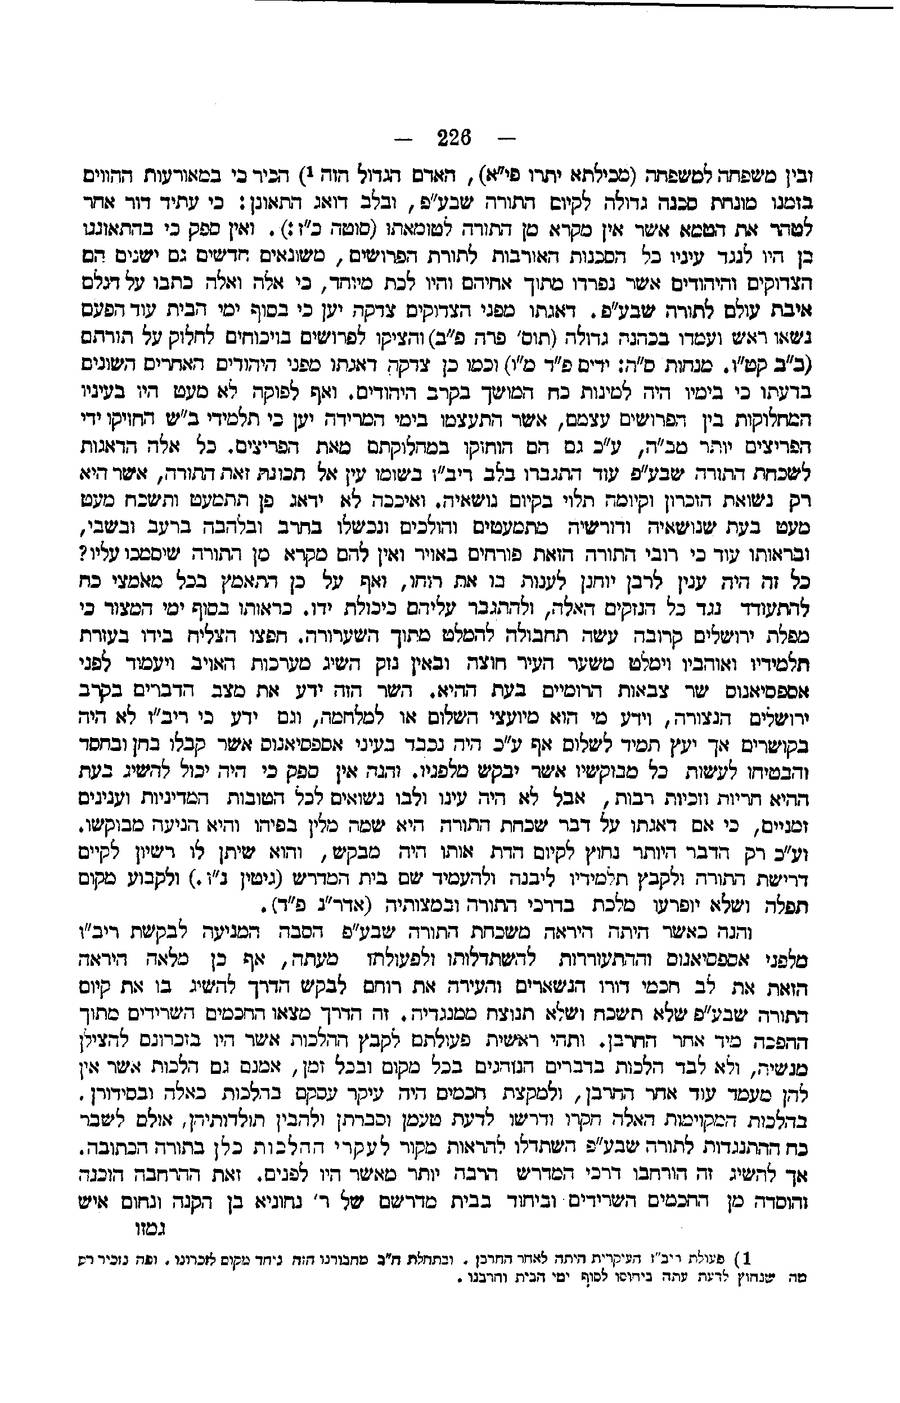 — 226 —
ובין משפחה למשפחה (מכילתא יתרו פי״א), האדם הגדול הזה 1) הכיר כי במאורעות ההווים
בזמנו מונחת סכנה גדולה לקיום התורה שבע״פ, ובלב דואג התאונן: כי עתיד דור אחר
לטהר את הטמא אשר אין מקרא מן התורה לטומאתו (סוטה כ״ז:). ואין ספק כי בהתאוננו
כן היו לנגד עיניו כל הסכנות האורבות לתורת הפרושים, משונאים חדשים גם ישנים הם
הצדוקים והיהודים אשר נפרדו מתוך אחיהם והיו לכת מיוחד, כי אלה ואלה כתבו על דגלם
איבת עולם לתורה שבע״פ. דאגתו מפני הצדוקים צדקה יען כי בסוף ימי הבית עוד הפעם
נשאו ראש ועמדו בכהנה גדולה (תוס׳ פרה פ״ב) והציקו לפרושים בויכוחים לחלוק על תורתם
(ב״ב קט״ו. מנחות ס״ה: ידים פ״ד מ״ו) וכמו כן צדקה דאגתו מפני היהודים האחרים השונים
בדעתו כי בימיו היה למינות כח המושך בקרב היהודים. ואף לפוקה לא מעט היו בעיניו
המחלוקות בין הפרושים עצמם, אשר התעצמו בימי המרידה יען כי תלמידי ב״ש החזיקו ידי
הפריצים יותר מב״ה, ע״כ גם הם הוחזקו במחלוקתם מאת הפריצים. כל אלה הדאגות
לשכחת התורה שבע״פ עוד התגברו בלב ריב״ז בשומו עין אל תכונת זאת התורה, אשר היא
רק נשואת הזכרון וקיומה תלוי בקיום נושאיה. ואיככה לא ידאג פן תתמעט ותשכח מעט
מעט בעת שנושאיה ודורשיה מתמעטים והולכים ונכשלו בחרב ובלהבה ברעב ובשבי,
ובראותו עוד כי רובי התורה הזאת פורחים באויר ואין להם מקרא מן התורה שיסמכו עליו?
כל זה היה ענין לרבן יוחנן לענות בו את רוחו, ואף על כן התאמץ בכל מאמצי כח
להתעודד נגד כל הנזקים האלה, ולהתגבר עליהם כיכולת ידו. כראותו בסוף ימי המצור כי
מפלת ירושלים קרובה עשה תחבולה להמלט מתוך השערורה. חפצו הצליח בידו בעזרת
תלמידיו ואוהביו וימלט משער העיר חוצה ובאין נזק השיג מערכות האויב ויעמוד לפני
אספסיאנוס שר צבאות הרומיים בעת ההיא. השר הזה ידע את מצב הדברים בקרב
ירושלים הנצורה, וידע מי הוא מיועצי השלום או למלחמה, וגם ידע כי ריב״ז לא היה
בקושרים אך יעץ תמיד לשלום אף ע״כ היה נכבד בעיני אספסיאנוס אשר קבלו בחן ובחסד
והבטיחו לעשות כל מבוקשיו אשר יבקש מלפניו. והנה אין ספק כי היה יכול להשיג בעת
ההיא חריות וזכיות רבות, אבל לא היה עינו ולבו נשואים לכל הטובות המדיניות וענינים
זמניים, כי אם דאגתו על דבר שכחת התורה היא שמה מלין בפיהו והיא הניעה מבוקשו.
וע״כ רק הדבר היותר נחוץ לקיום הדת אותו היה מבקש, והוא שיתן לו רשיון לקיים
דרישת התורה ולקבץ תלמידיו ליבנה ולהעמיד שם בית המדרש (גיטין נ״ו.) ולקבוע מקום
תפלה ושלא יופרעו מלכת בדרכי התורה ובמצותיה (אדר״נ פ״ד).
והנה כאשר היתה היראה משכחת התורה שבע״פ הסבה המניעה לבקשת ריב״ז
מלפני אספסיאנוס וההתעוררות להשתדלותו ולפעולתו מעתה, אף כן מלאה היראה
הזאת את לב חכמי דורו הנשארים והעירה את רוחם לבקש הדרך להשיג בו את קיום
התורה שבע״פ שלא תשכח ושלא תנוצח ממנגדיה. זה הדרך מצאו החכמים השרידים מתוך
ההפכה מיד אחר החרבן. ותהי ראשית פעולתם לקבץ ההלכות אשר היו בזכרונם להצילן
מנשיה, ולא לבד הלכות בדברים הנוהגים בכל מקום ובכל זמן, אמנם גם הלכות אשר אין
להן מעמד עוד אחר החרבן, ולמקצת חכמים היה עיקר עסקם בהלכות כאלה ובסידורן.
בהלכות המקוימות האלה חקרו ודרשו לדעת טעמן וסברתן ולהבין תולדותיהן, אולם לשבר
כח ההתנגדות לתורה שבע״פ השתדלו להראות מקור לעקרי ההלכות כלן בתורה הכתובה.
אך להשיג זה הורחבו דרכי המדרש הרבה יותר מאשר היו לפנים. זאת ההרחבה הוכנה
והוסדה מן החכמים השרידים וביחוד בבית מדרשם של ר׳ נחוניא בן הקנה ונחום איש
גמזו
1) פעולת ריב״ז העיקרית היתה לאחר החרבן. ובתחלת ח״ב מחבורנו הזה ניחד מקום לזכרונו. ופה נזכיר רק
מה שנחוץ לדעת עתה ביחוסו לסוף ימי הבית וחרבנו.